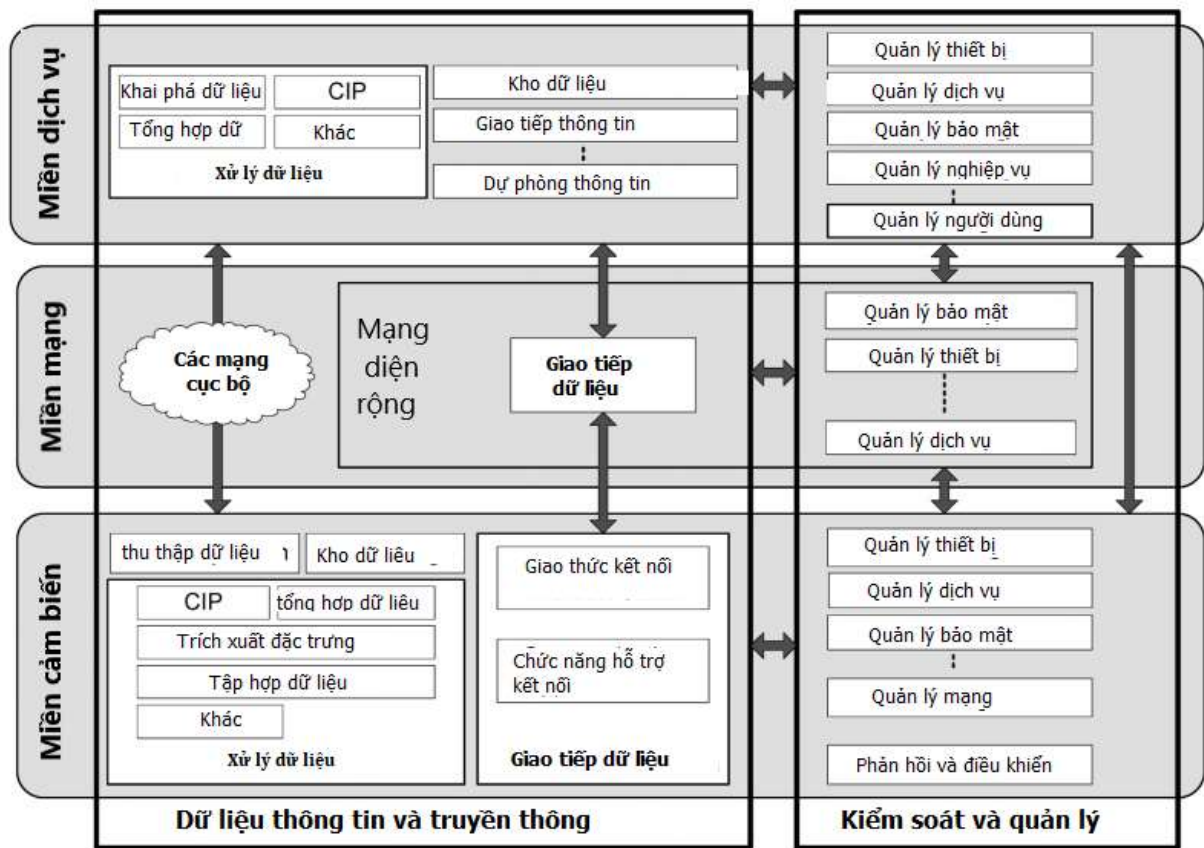 Miền dịch vụ
Khai phá dữ liệu
CIP
Tổng hợp dữ
Khác
Xử lý dữ liệu
Kho dữ liệu
Giao tiếp thông tin
Dự phòng thông tin
Quản lý thiết bị
Quản lý dịch vụ
Quản lý bảo mật
Quản lý nghiệp vụ
Quản lý người dùng
Miền mạng
Các mạng
cục bộ
Mạng
diện
rộng
Giao tiếp
dữ liệu
Quản lý bảo mật
Quản lý thiết bị
Quản lý dịch vụ
Miền cảm biến
thu thập dữ liệu
Kho dữ liêu
CIP
tổng hợp dữ liêu
Trích xuất đặc trưng
Tập hợp dữ liệu
Khác
Xử lý dữ liệu
Giao thức kết nối
Chức năng hỗ trợ
kết nối
Giao tiếp dữ liệu
Quản lý thiết bị
Quản lý dịch vụ
Quản lý bảo mật
Quản lý mạng
Phản hồi và điều khiển
Dữ liệu thông tin và truyền thông
Kiểm soát và quản lý